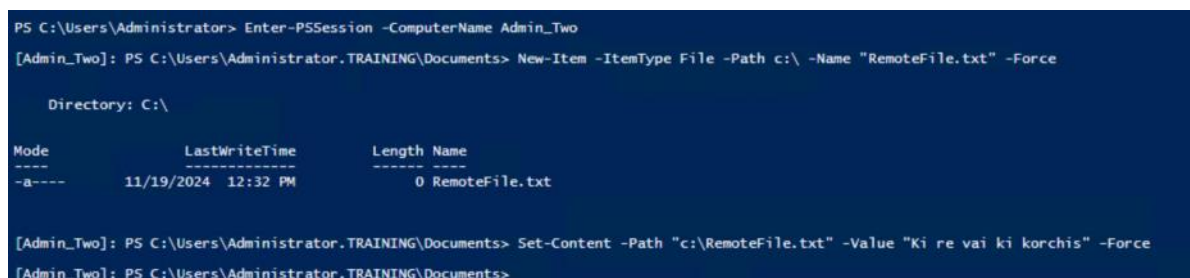 PS C:\Users\Administrator> Enter-PSSession -ComputerName Admin_Two
[Admin_Two]: PS C:\Users\Administrator.TRAINING\Documents> New-Item -ItemType File -Path c:\ -Name "RemoteFile.txt" -Force
Directory: C:\
Mode LastWriteTime Length Name
---- ------------- ------ ----
-a---- 11/19/2024 12:32 PM 0 RemoteFile.txt
[Admin_Two]: PS C:\Users\Administrator.TRAINING\Documents> Set-Content -Path "c:\RemoteFile.txt" -Value "Ki re vai ki korchis" -Force
[Admin_Two]: PS C:\Users\Administrator.TRAINING\Documents>